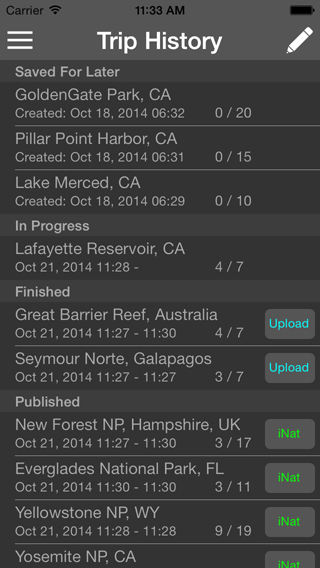 Carrier 11:33 AM
Trip History
Saved For Later
GoldenGate Park, CA
Created: Oct 18, 2014 06:32 0 / 20
Pillar Point Harbor, CA
Created: Oct 18, 2014 06:31 0 / 15
Lake Merced, CA
Created: Oct 18, 2014 06:29 0 / 10
In Progress
Lafayette Reservoir, CA
Oct 21, 2014 11:28 - 4 / 7
Finished
Great Barrier Reef, Australia
Oct 21, 2014 11:27 - 11:30 4 / 7 Upload
Seymour Norte, Galapagos
Oct 21, 2014 11:27 - 11:27 3 / 7 Upload
Published
New Forest NP, Hampshire, UK
Oct 21, 2014 11:27 - 11:30 3 / 17 iNat
Everglades National Park, FL
Oct 21, 2014 11:27 - 11:30 3 / 11 iNat
Yellowstone NP, WY
Oct 21, 2014 11:28 - 11:28 9 / 19 iNat
Yosemite NP, CA
iNat